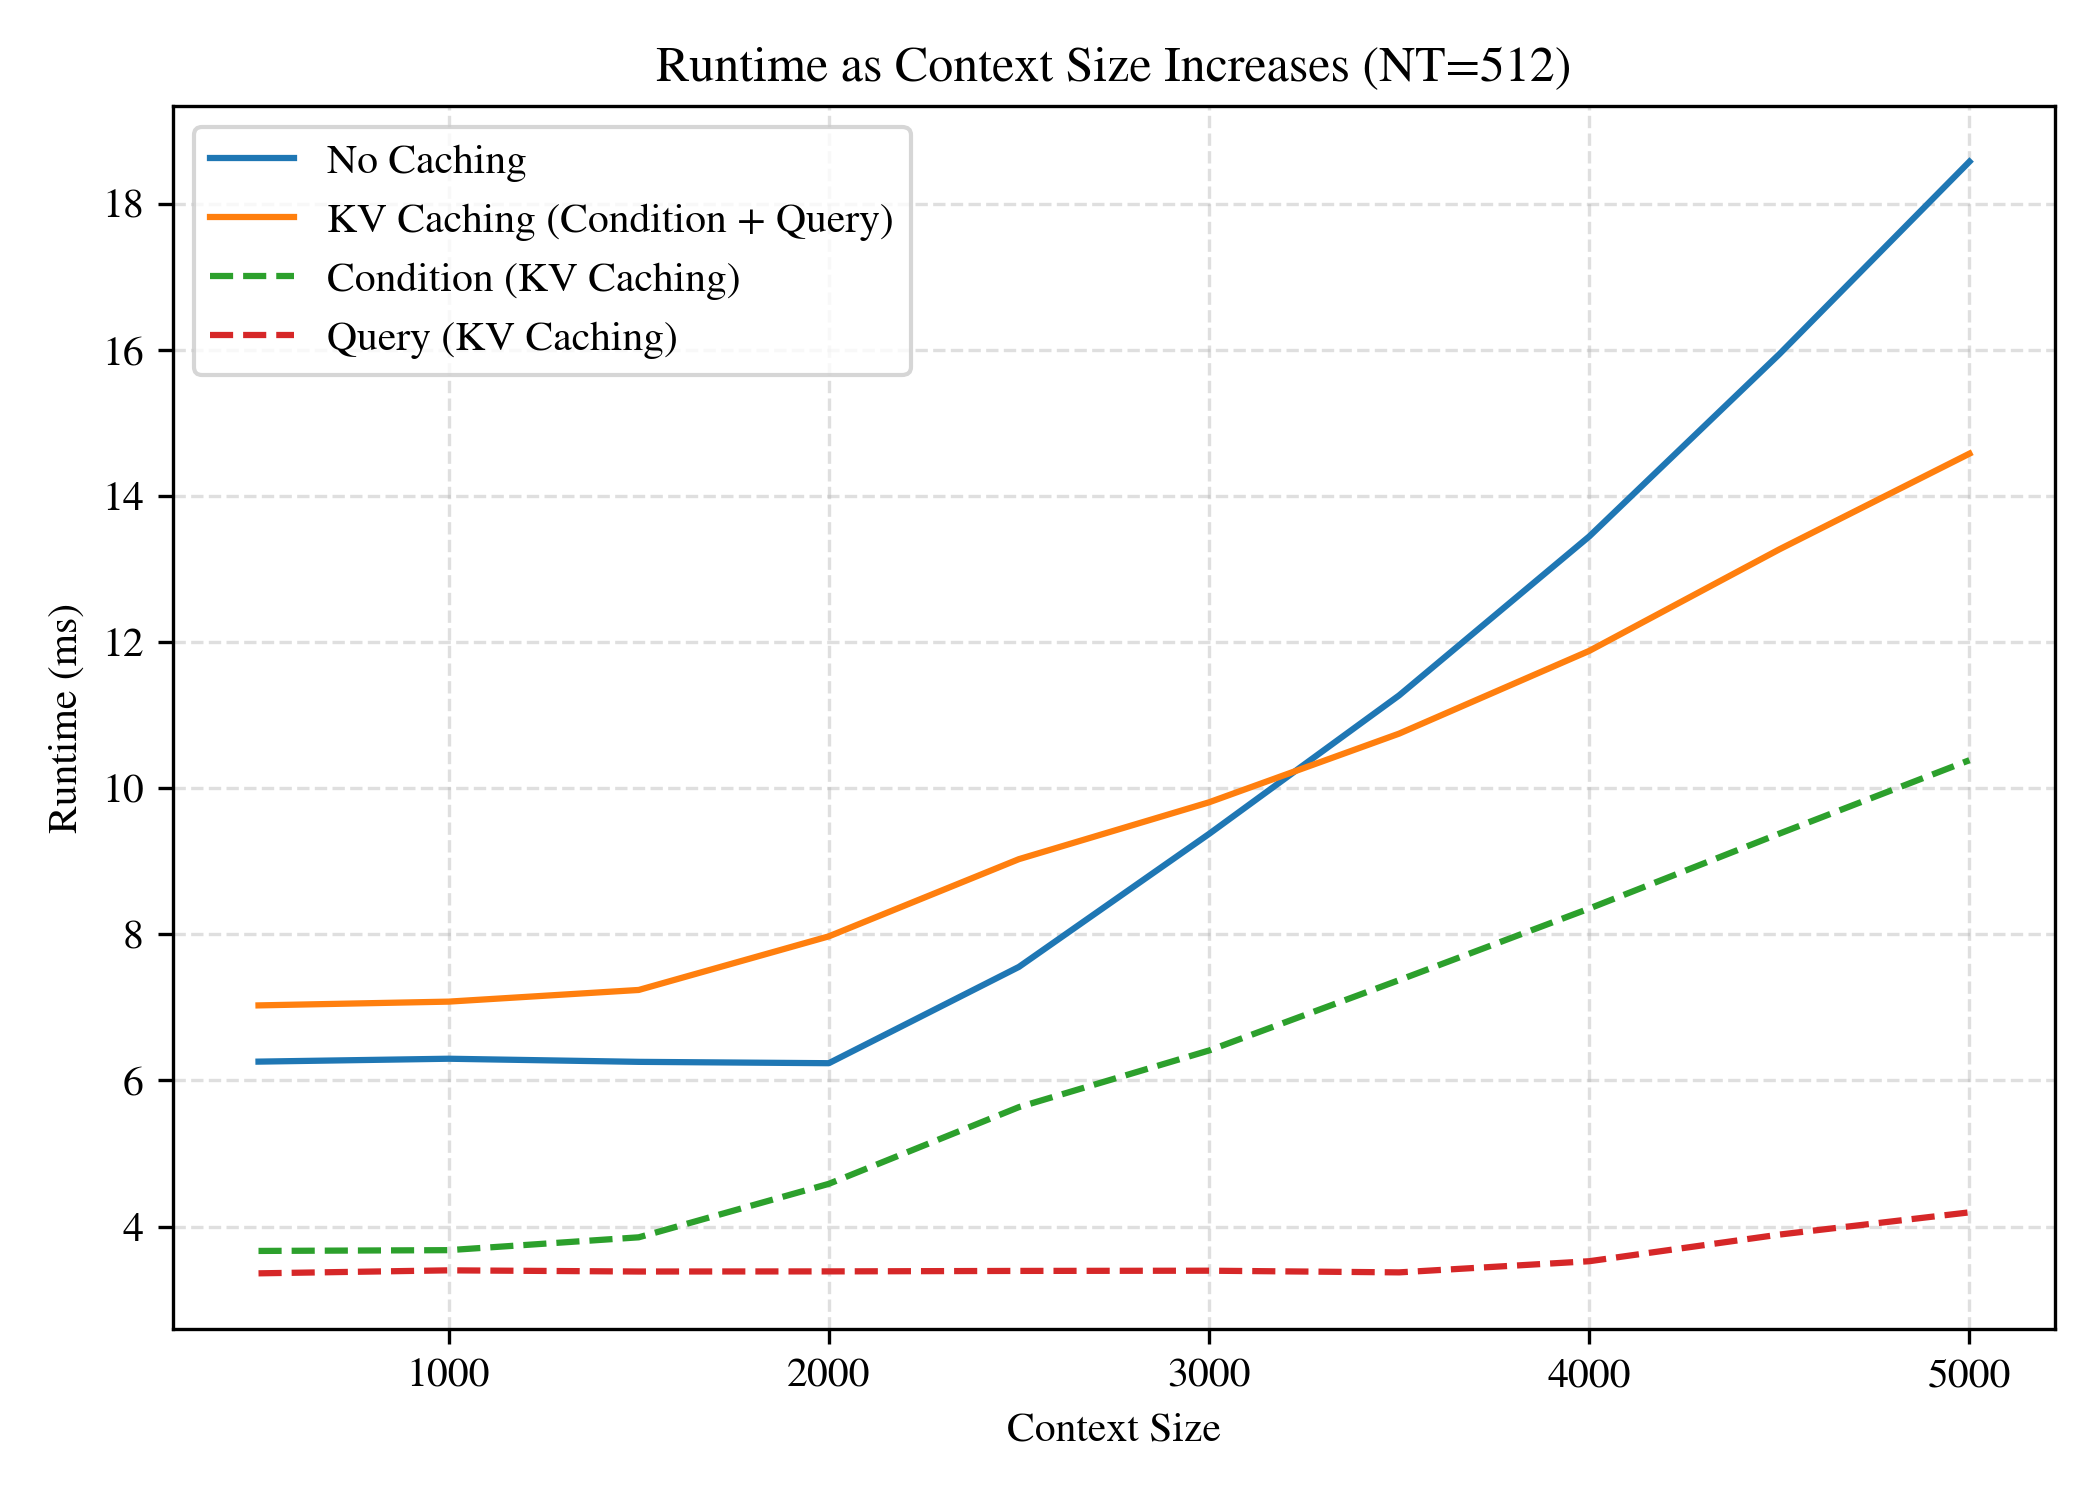 Runtime as Context Size Increases (NT=512)
No Caching
KV Caching (Condition + Query)
Condition (KV Caching)
Query (KV Caching)
18
16
14
12
10
8
6
4
Runtime (ms)
1000 2000 3000 4000 5000
Context Size